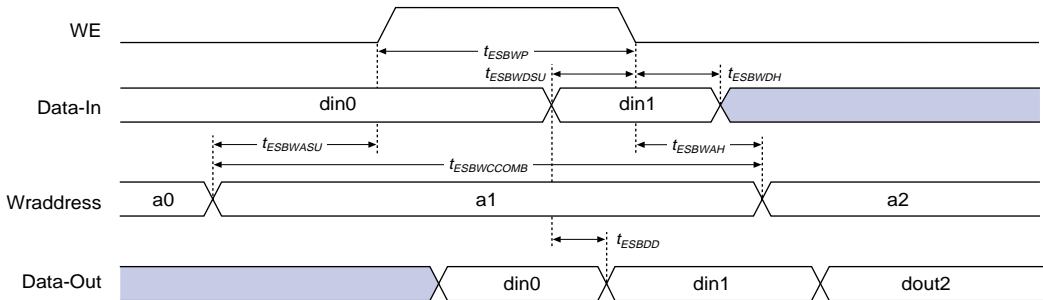 WE
tESBWP
tESBWDSU tESBWDH
Data-In din0 din1
tESBWASU tESBWAH
tESBWCCOMB
Wraddress a0 a1 a2
tESBDD
Data-Out din0 din1 dout2